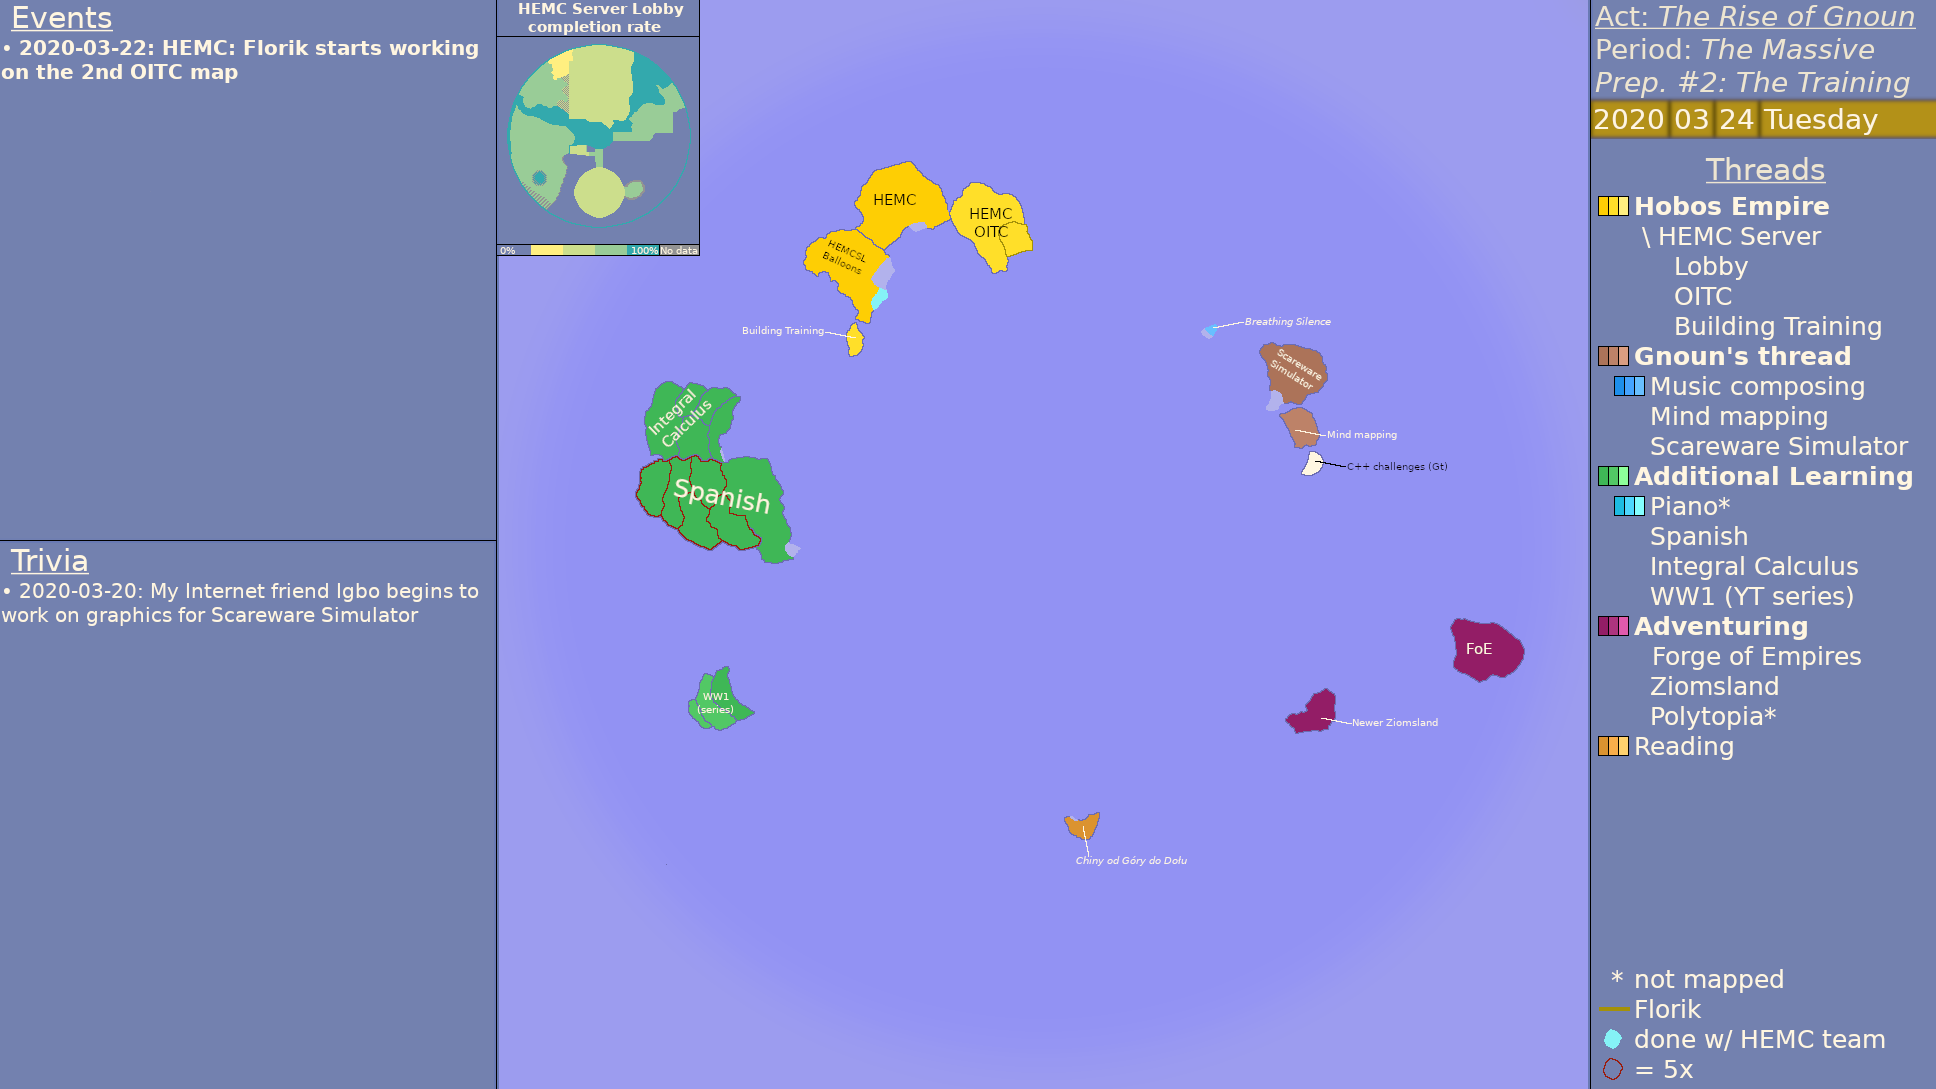 Events
• 2020-03-22: HEMC: Florik starts working
on the 2nd OITC map
Trivia
• 2020-03-20: My Internet friend Igbo begins to
work on graphics for Scareware Simulator
HEMC Server Lobby
completion rate
0% 100% No data
HEMC
HEMC
OITC
HEMCSL
Balloons
Building Training
Breathing Silence
Scareware
Simulator
Mind mapping
C++ challenges (Gt)
Integral
Calculus
Spanish
WW1
(series)
FoE
Newer Ziomsland
Chiny od Góry do Dołu
Act: The Rise of Gnoun
Period: The Massive
Prep. #2: The Training
2020 03 24 Tuesday
Threads
Hobos Empire
\ HEMC Server
Lobby
OITC
Building Training
Gnoun's thread
Music composing
Mind mapping
Scareware Simulator
Additional Learning
Piano*
Spanish
Integral Calculus
WW1 (YT series)
Adventuring
Forge of Empires
Ziomsland
Polytopia*
Reading
* not mapped
Florik
done w/ HEMC team
= 5x